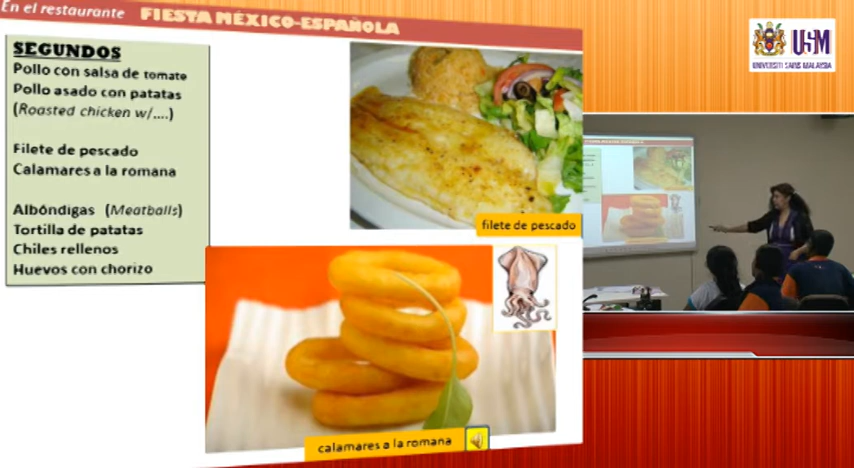 En el restaurante FIESTA MÉXICO-ESPAÑOLA
SEGUNDOS
Pollo con salsa de tomate
Pollo asado con patatas
(Roasted chicken w/....)
Filete de pescado
Calamares a la romana
Albóndigas (Meatballs)
Tortilla de patatas
Chiles rellenos
Huevos con chorizo
filete de pescado
calamares a la romana
USM
UNIVERSITI SAINS MALAYSIA